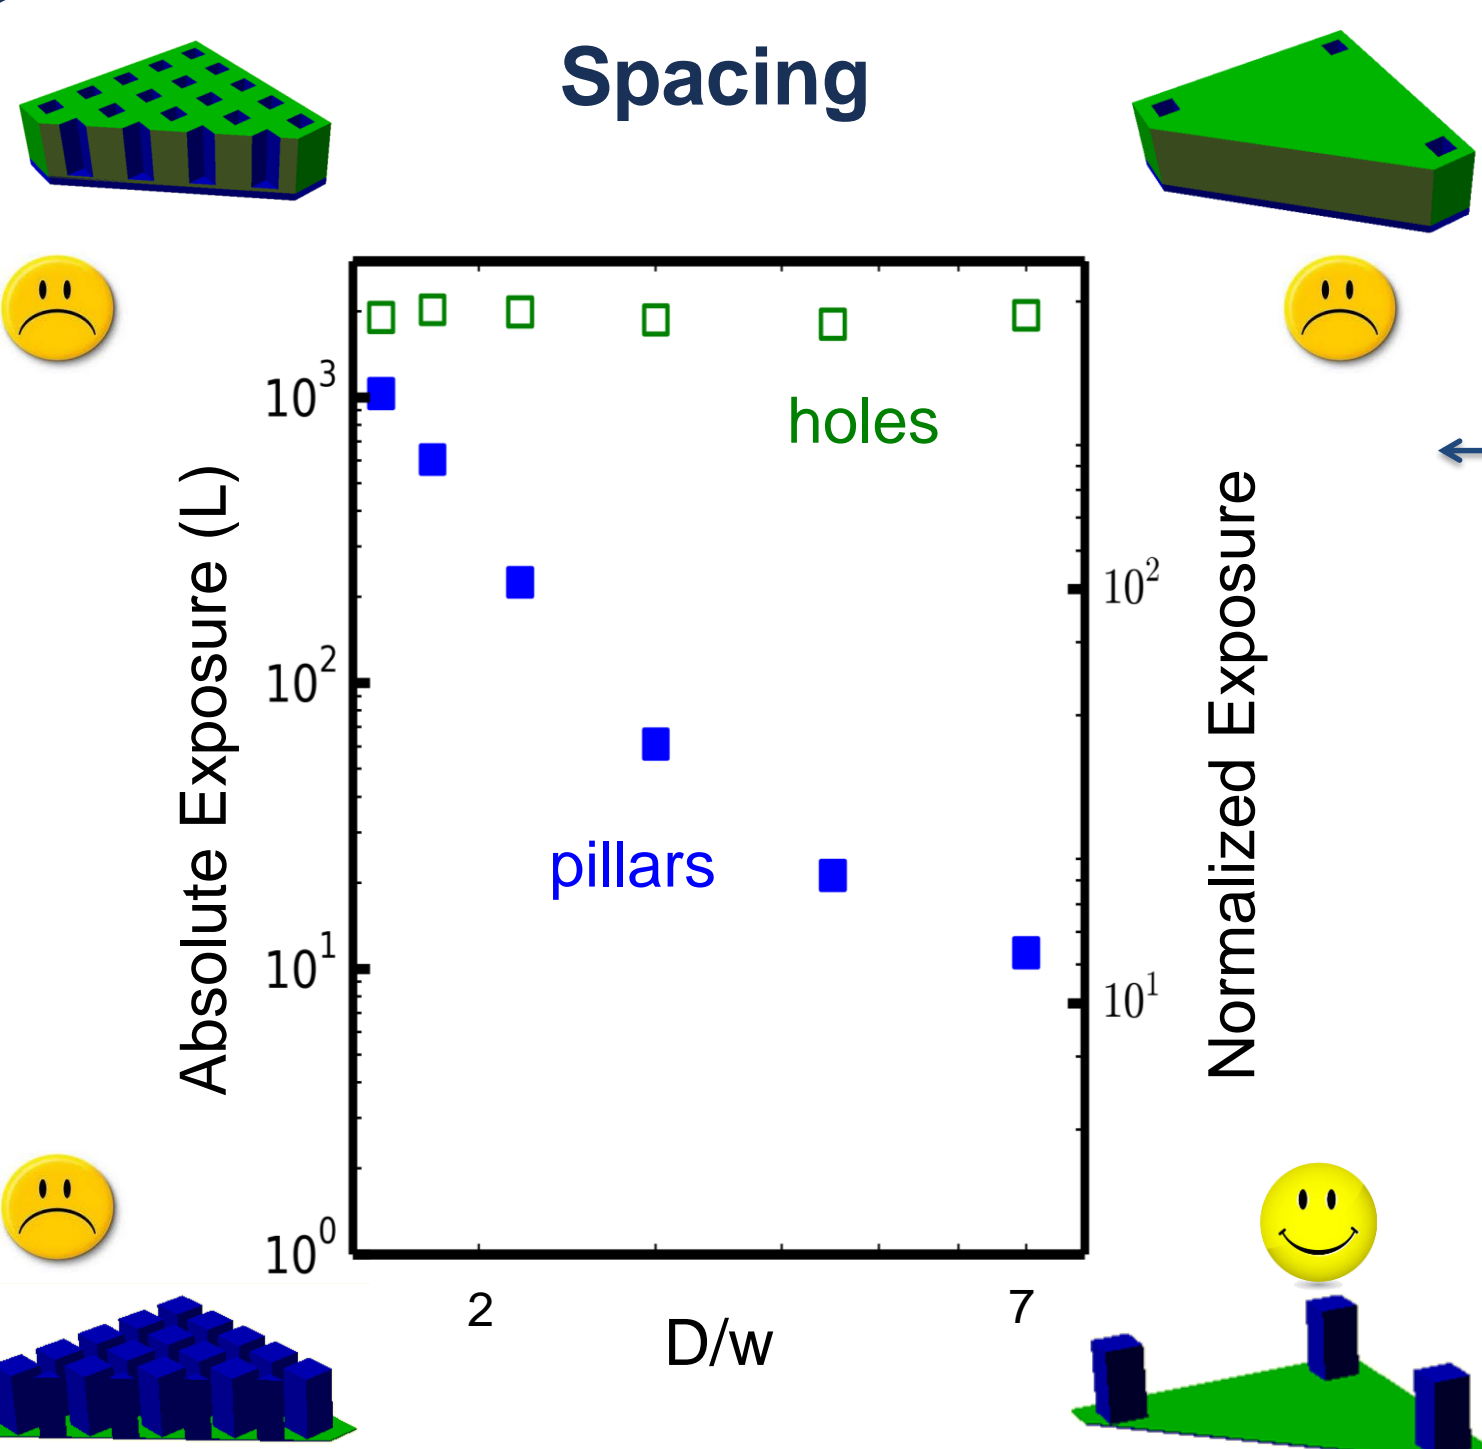 Spacing
10³
holes
Absolute Exposure (L)
Normalized Exposure
10²
10²
pillars
10¹
10¹
10⁰
2
7
D/w